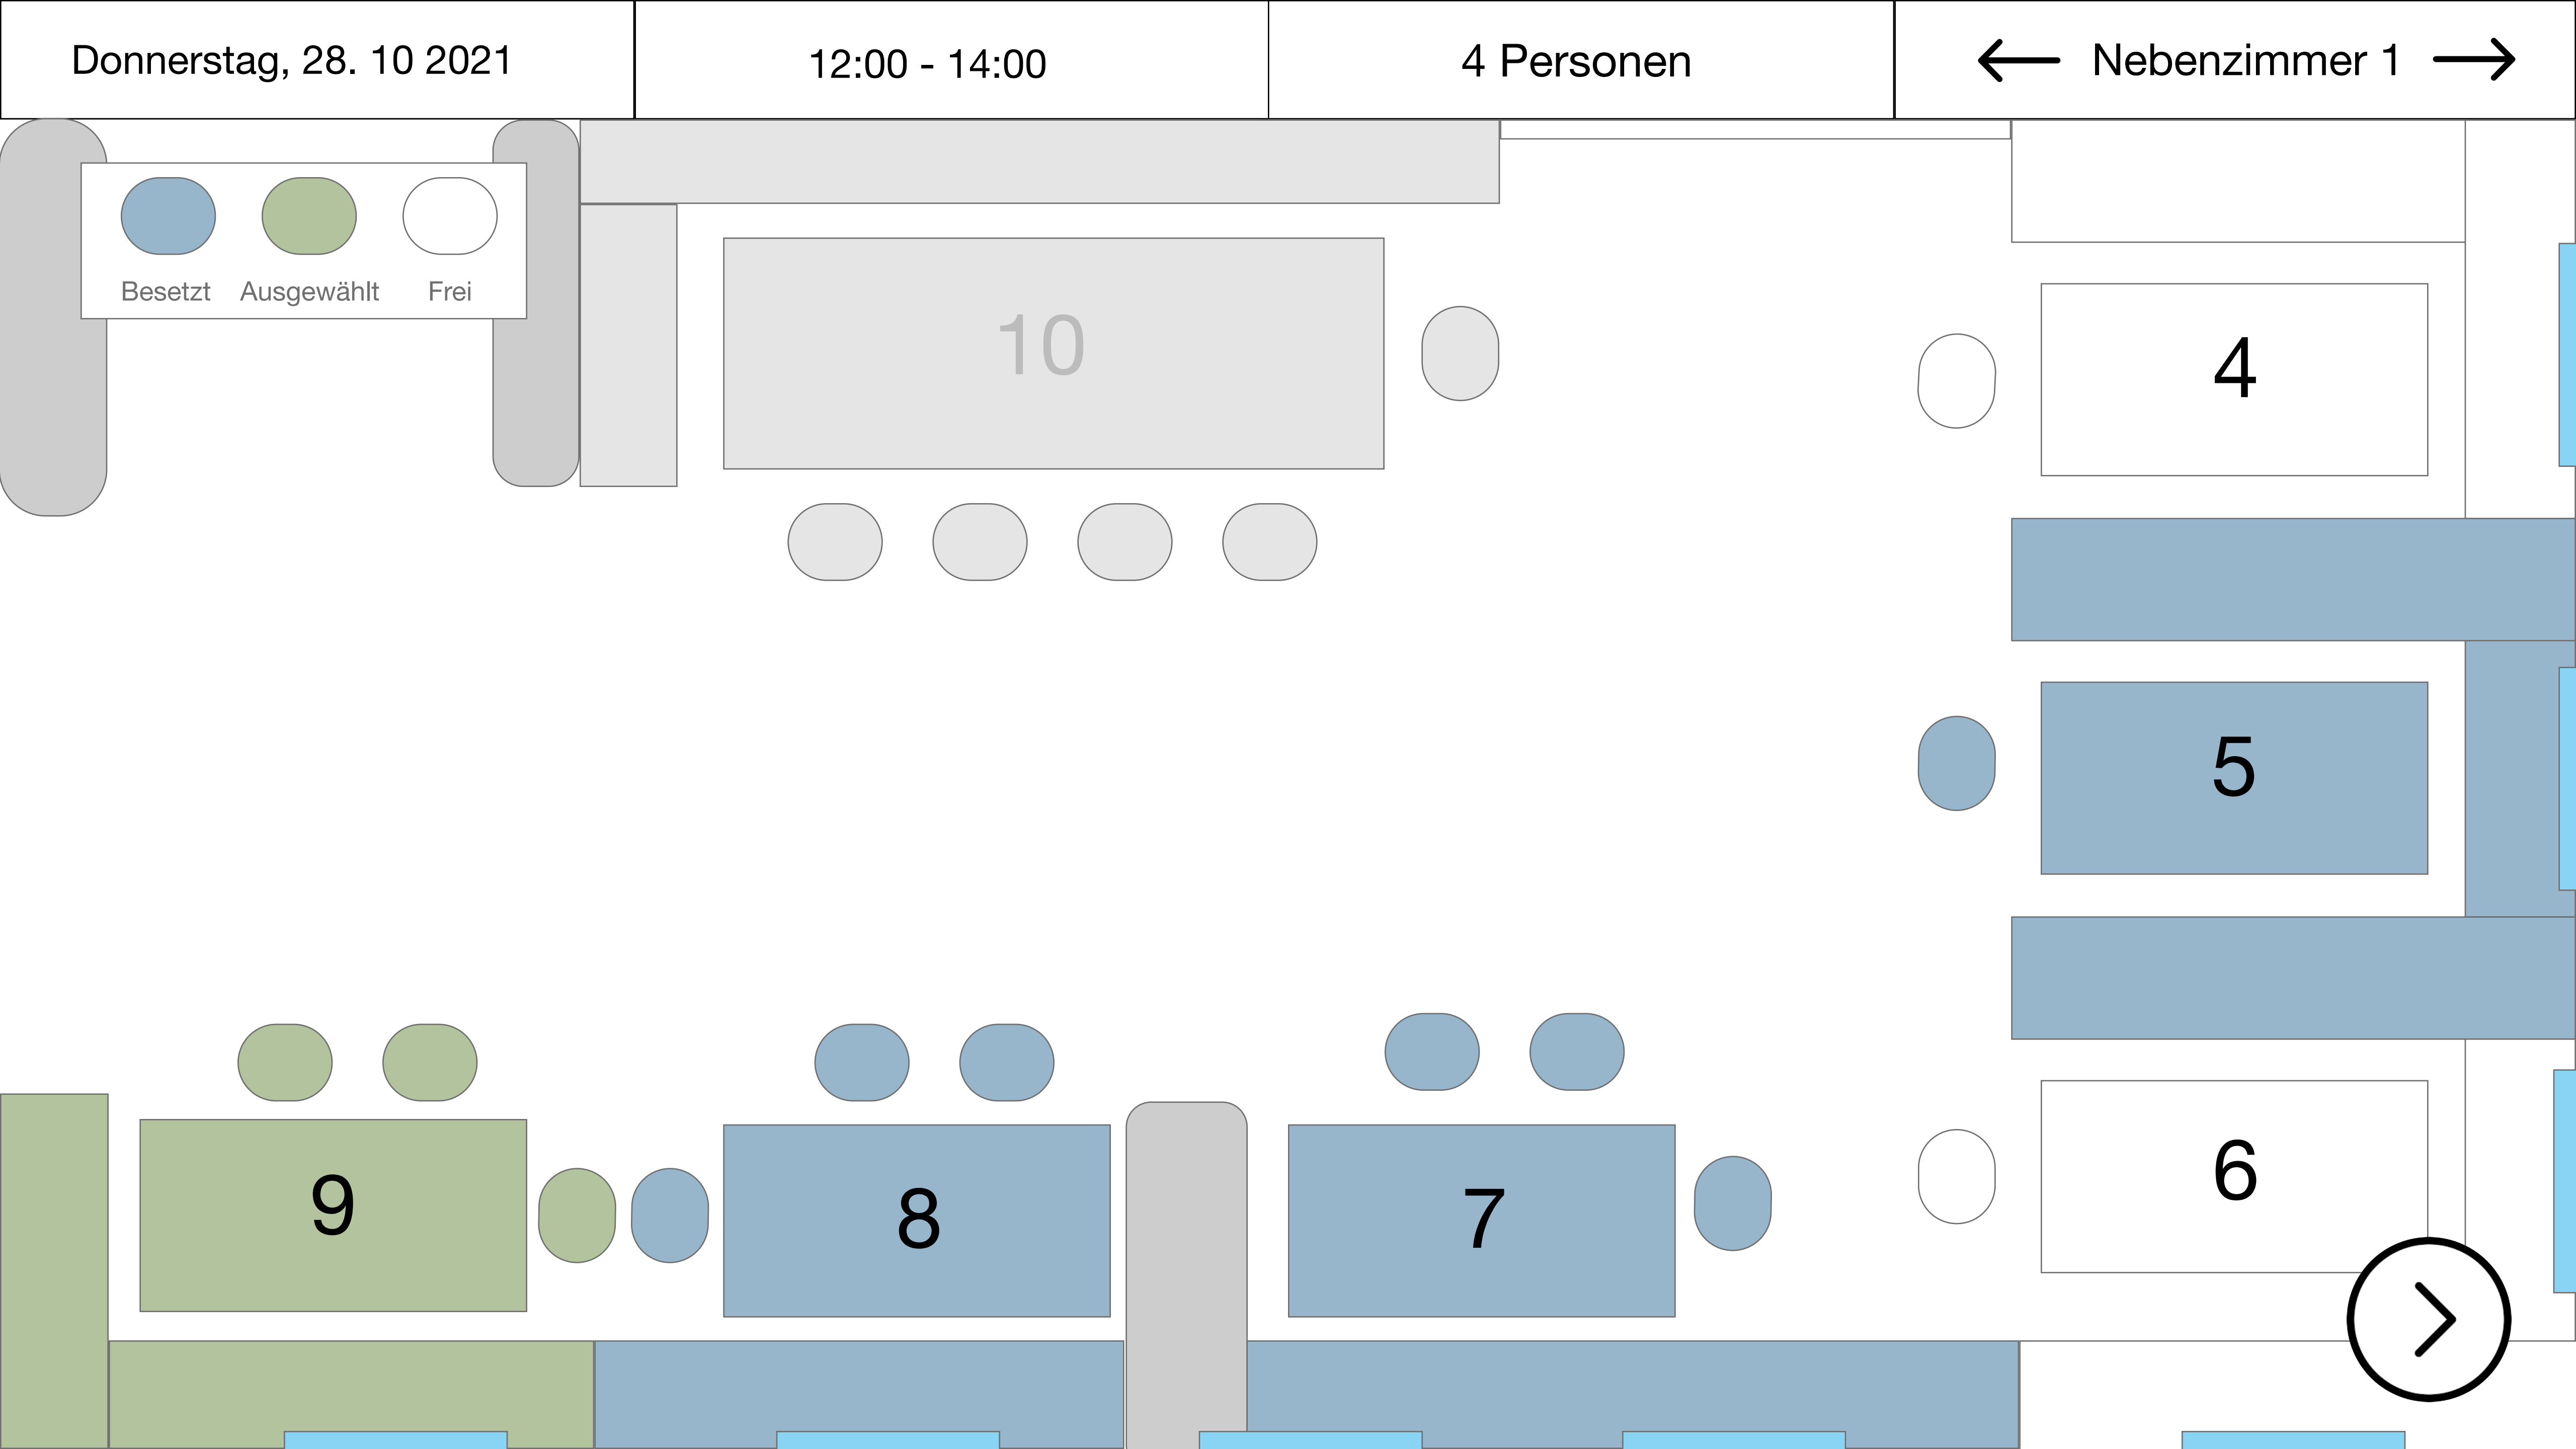 Donnerstag, 28. 10 2021
12:00 - 14:00
4 Personen
Nebenzimmer 1
Besetzt
Ausgewählt
Frei
10
4
5
9
8
7
6